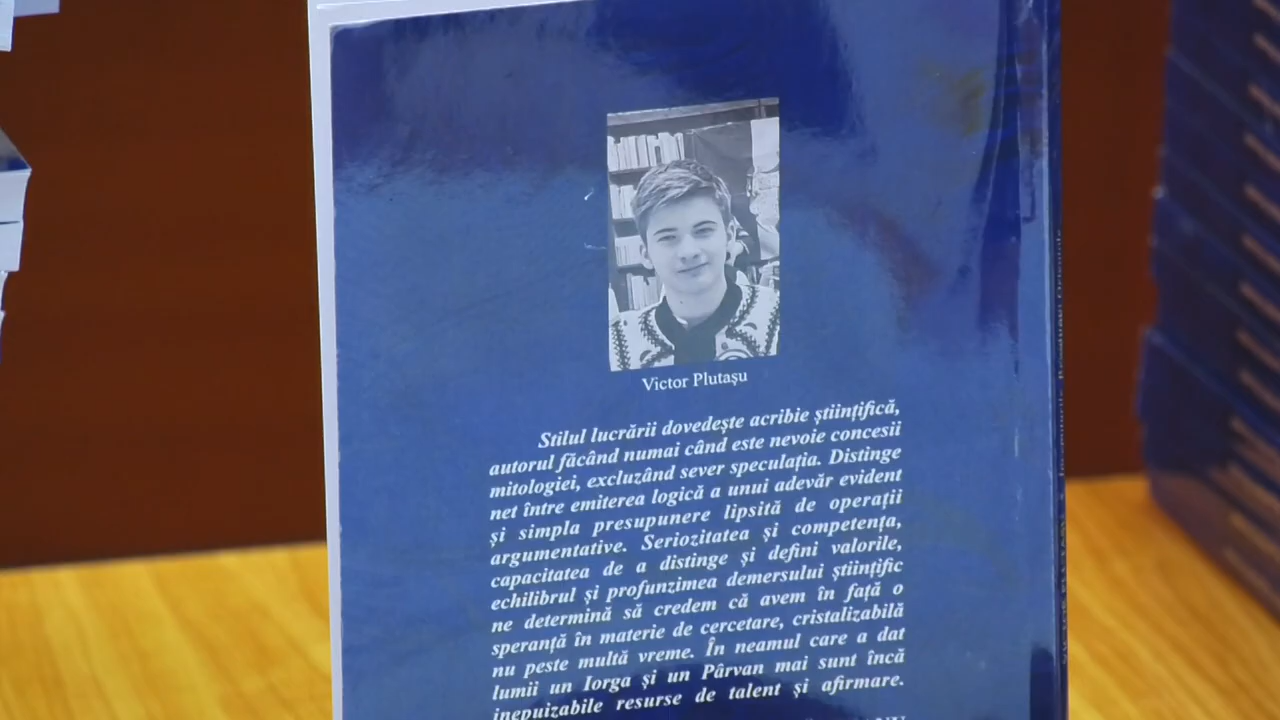 Victor Plutașu
Stilul lucrării dovedește acribie științifică,
autorul făcând numai când este nevoie concesii
mitologiei, excluzând sever speculația. Distinge
net între emiterea logică a unui adevăr evident
și simpla presupunere lipsită de operații
argumentative. Seriozitatea și competența,
capacitatea de a distinge și defini valorile,
echilibrul și profunzimea demersului științific
ne determină să credem că avem în față o
speranță în materie de cercetare, cristalizabilă
nu peste multă vreme. În neamul care a dat
lumii un Iorga și un Pârvan mai sunt încă
inepuizabile resurse de talent și afirmare.